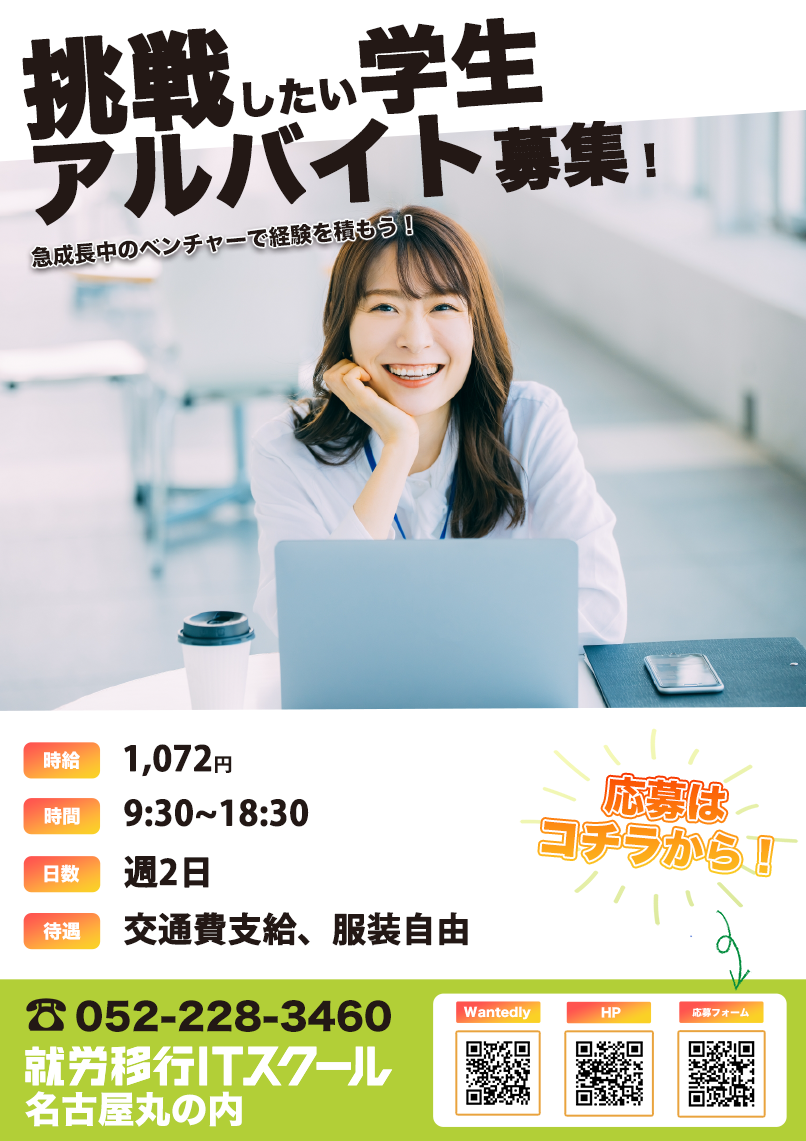 挑戦したい学生
アルバイト募集！
急成長中のベンチャーで経験を積もう！
時給 1,072円
時間 9:30~18:30
日数 週2日
待遇 交通費支給、服装自由
応募は
コチラから！
☎052-228-3460
就労移行ITスクール
名古屋丸の内
Wantedly HP 応募フォーム